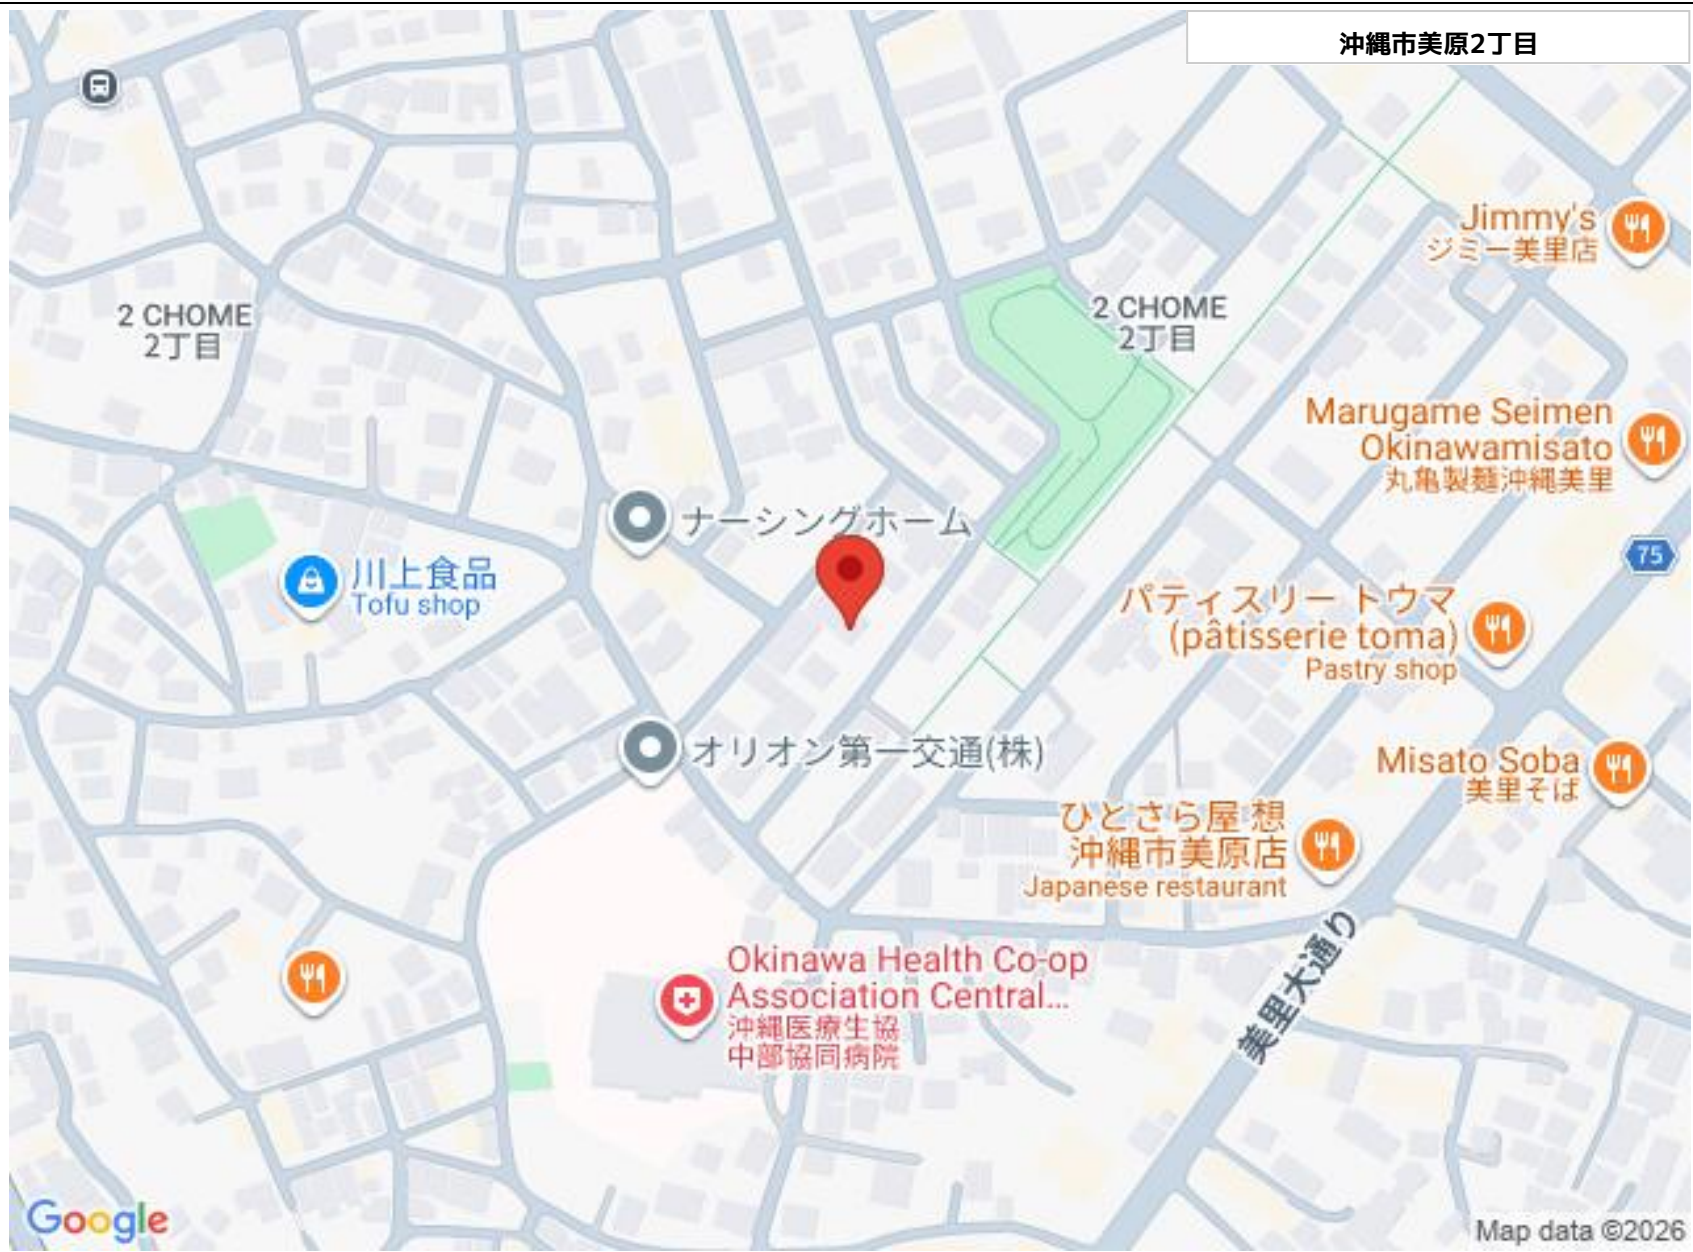 沖縄市美原2丁目
Jimmy's
ジミー美里店
2 CHOME
2丁目
2 CHOME
2丁目
Marugame Seimen
Okinawamisato
丸亀製麺沖縄美里
ナーシングホーム
75
川上食品
Tofu shop
パティスリー トウマ
(pâtisserie toma)
Pastry shop
オリオン第一交通(株)
Misato Soba
美里そば
ひとさら屋 想
沖縄市美原店
Japanese restaurant
美里大通り
Okinawa Health Co-op
Association Central...
沖縄医療生協
中部協同病院
Google
Map data ©2026